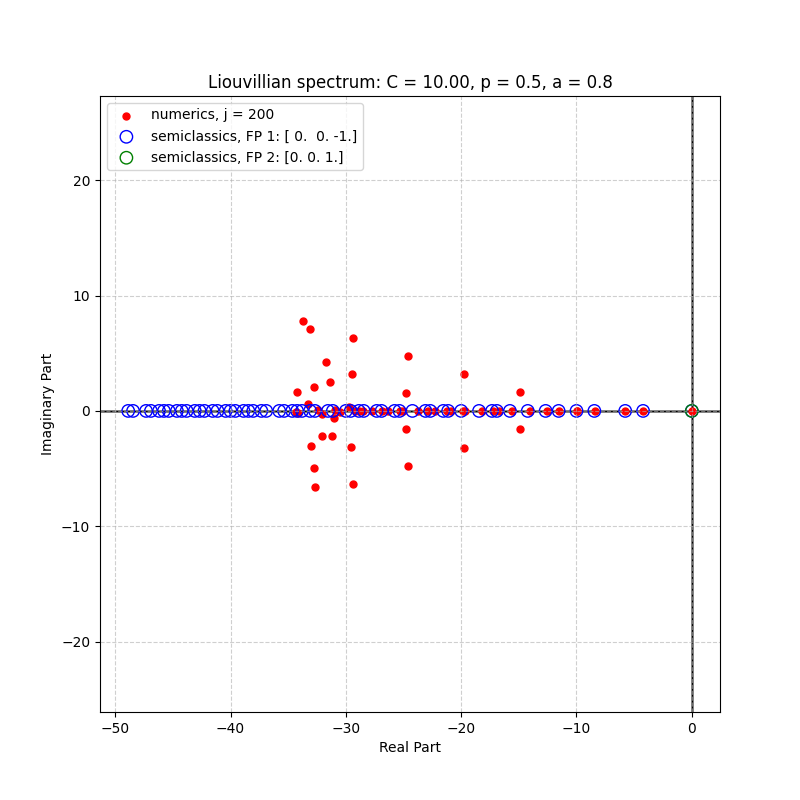 Liouvillian spectrum: C = 10.00, p = 0.5, a = 0.8
numerics, j = 200
semiclassics, FP 1: [ 0.  0. -1.]
semiclassics, FP 2: [0. 0. 1.]
20
10
0
−10
−20
Imaginary Part
−50 −40 −30 −20 −10 0
Real Part